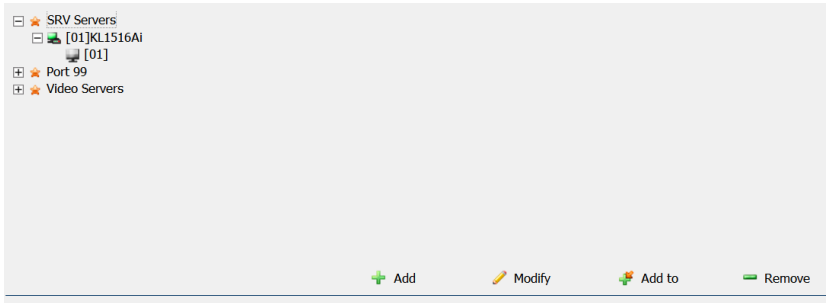 SRV Servers
[01]KL1516Ai
[01]
Port 99
Video Servers
Add Modify Add to Remove